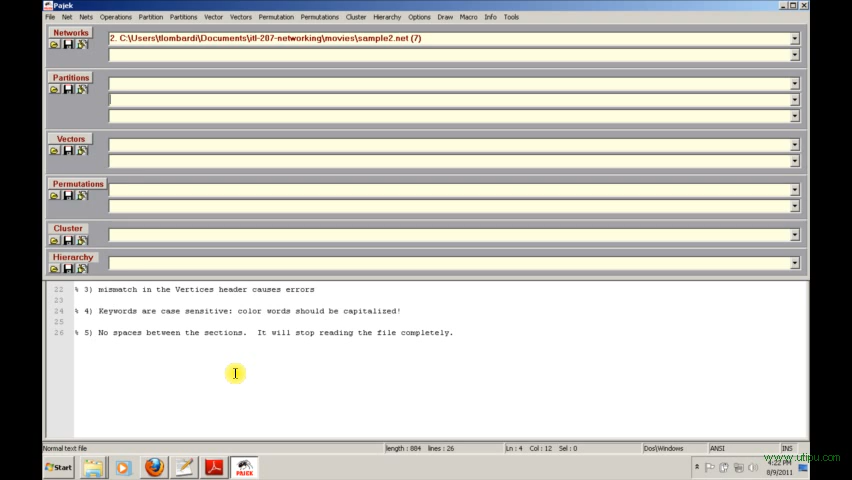 Pajek
File Net Nets Operations Partition Partitions Vector Vectors Permutation Permutations Cluster Hierarchy Options Draw Macro Info Tools
Networks
2. C:\Users\tlombardi\Documents\itl-207-networking\movies\sample2.net (7)
Partitions
Vectors
Permutations
Cluster
Hierarchy
22 % 3) mismatch in the Vertices header causes errors
23
24 % 4) Keywords are case sensitive: color words should be capitalized!
25
26 % 5) No spaces between the sections.  It will stop reading the file completely.
Normal text file length : 884 lines : 26 Ln : 4 Col : 12 Sel : 0 Dos\Windows ANSI INS
www.utipu.com
Start PAJEK 4:22 PM
8/9/2011